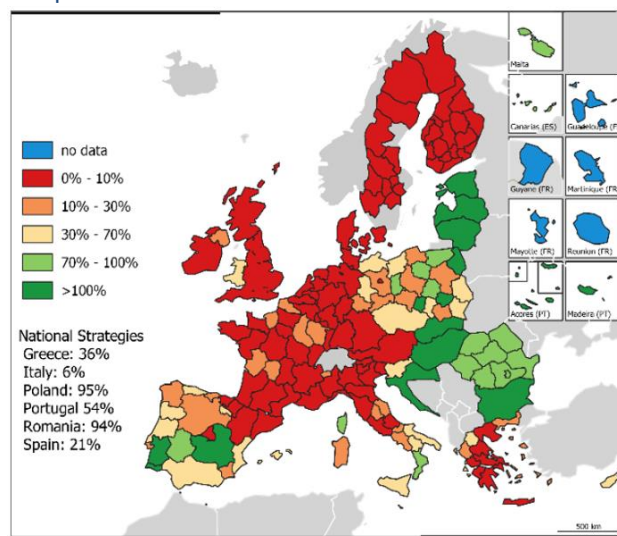 no data
0% - 10%
10% - 30%
30% - 70%
70% - 100%
>100%
National Strategies
Greece: 36%
Italy: 6%
Poland: 95%
Portugal 54%
Romania: 94%
Spain: 21%
Malta
Canarias (ES)
Guadeloupe (F
Guyane (FR)
Martinique (FR)
Mayotte (FR)
Reunion (FR)
Acores (PT)
Madeira (PT)
500 km